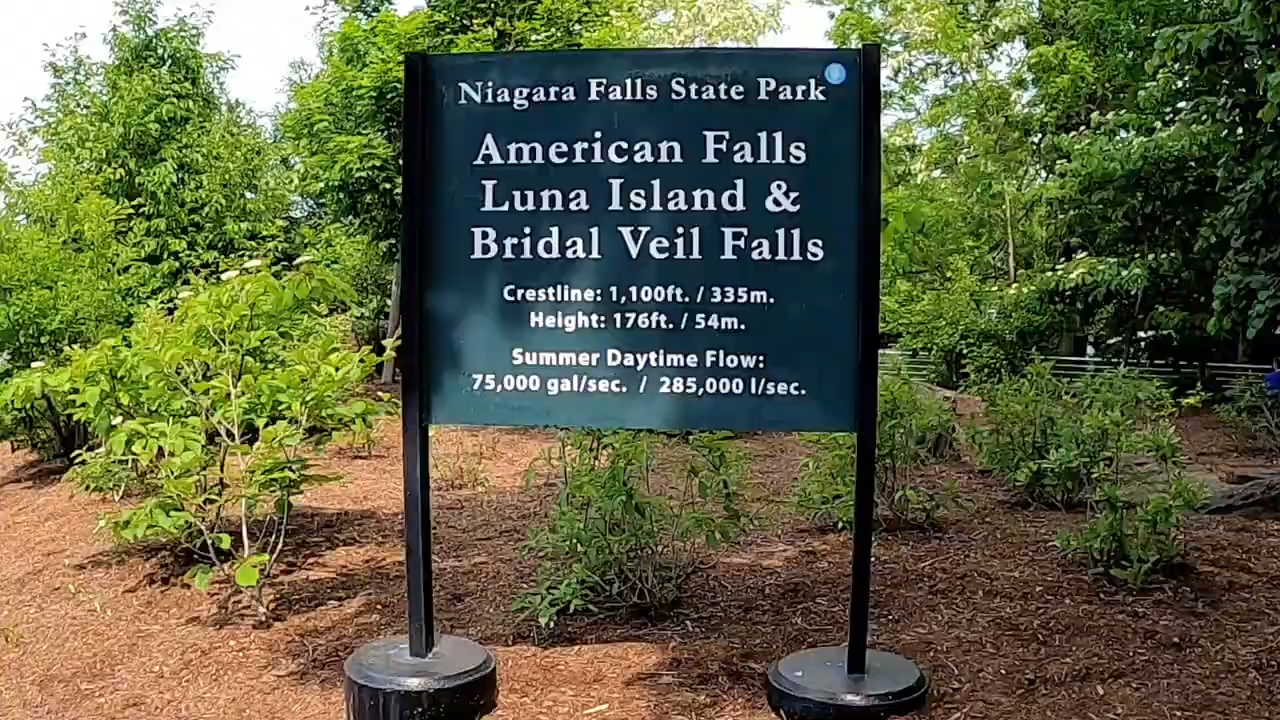 Niagara Falls State Park
American Falls
Luna Island &
Bridal Veil Falls
Crestline: 1,100ft. / 335m.
Height: 176ft. / 54m.
Summer Daytime Flow:
75,000 gal/sec. / 285,000 l/sec.